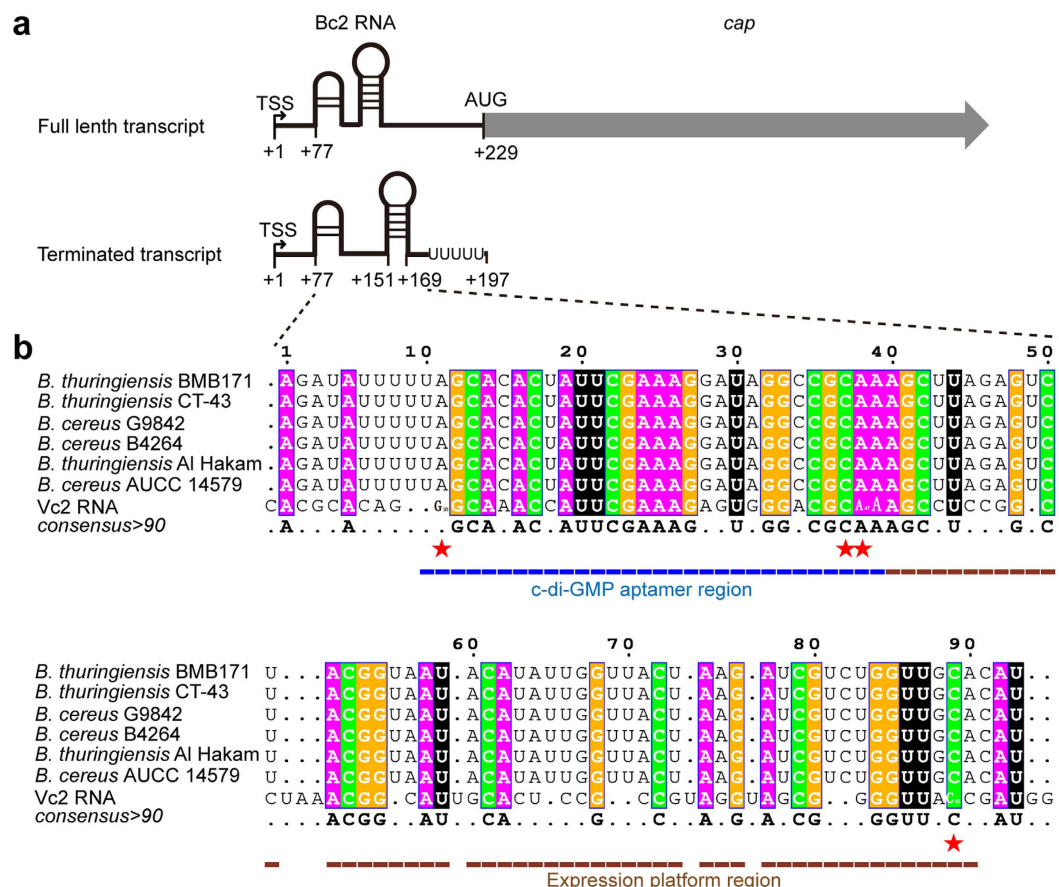 a
Bc2 RNA
cap
Full lenth transcript
TSS
AUG
+1
+77
+229
Terminated transcript
TSS
UUUUU
+1
+77
+151
+169
+197
b
1 10 20 30 40 50
B. thuringiensis BMB171 .AGAUAUUUUUAGCACACUAUUCGAAAGGAUAGGCCGCAAAGCUUAGAGUC
B. thuringiensis CT-43 .AGAUAUUUUUAGCACACUAUUCGAAAGGAUAGGCCGCAAAGCUUAGAGUC
B. cereus G9842 .AGAUAUUUUUAGCACACUAUUCGAAAGGAUAGGCCGCAAAGCUUAGAGUC
B. cereus B4264 .AGAUAUUUUUAGCACACUAUUCGAAAGGAUAGGCCGCAAAGCUUAGAGUC
B. thuringiensis Al Hakam .AGAUAUUUUUAGCACACUAUUCGAAAGGAUAGGCCGCAAAGCUUAGAGUC
B. cereus AUCC 14579 .AGAUAUUUUUAGCACACUAUUCGAAAGGAUAGGCCGCAAAGCUUAGAGUC
Vc2 RNA CACGCACAG..GGCAAACCAUUCGAAAGAGUGGGACGCAAAGCCUCCGG.C
consensus>90 .A...A......GCA.AC.AUUCGAAAG..U.GG.CGCAAAGC.U...G.C
c-di-GMP aptamer region
60 70 80 90
B. thuringiensis BMB171 U...ACGGUAAU.ACAUAUUGGUUACU.AAG.AUCGUCUGGUUGCACAU..
B. thuringiensis CT-43 U...ACGGUAAU.ACAUAUUGGUUACU.AAG.AUCGUCUGGUUGCACAU..
B. cereus G9842 U...ACGGUAAU.ACAUAUUGGUUACU.AAG.AUCGUCUGGUUGCACAU..
B. cereus B4264 U...ACGGUAAU.ACAUAUUGGUUACU.AAG.AUCGUCUGGUUGCACAU..
B. thuringiensis Al Hakam U...ACGGUAAU.ACAUAUUGGUUACU.AAG.AUCGUCUGGUUGCACAU..
B. cereus AUCC 14579 U...ACGGUAAU.ACAUAUUGGUUACU.AAG.AUCGUCUGGUUGCACAU..
Vc2 RNA CUAAACGG.CAUUGCACU.CCG..CCGUAGGUAGCG..GGGUUACCGAUGG
consensus>90 ....ACGG..AU..CA.....G...C..A.G.A.CG...GGUU.C..AU..
Expression platform region